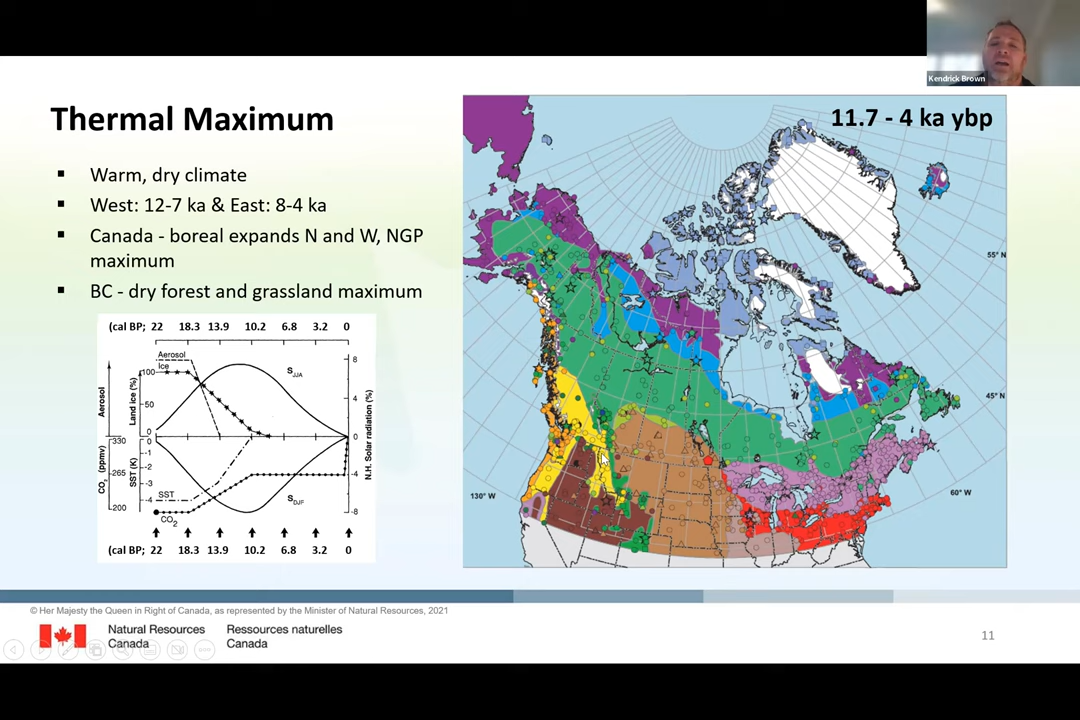 Kendrick Brown
Thermal Maximum
11.7 - 4 ka ybp
▪ Warm, dry climate
▪ West: 12-7 ka & East: 8-4 ka
▪ Canada - boreal expands N and W, NGP
maximum
▪ BC - dry forest and grassland maximum
(cal BP; 22 18.3 13.9 10.2 6.8 3.2 0
Aerosol
Ice
SJJA
Aerosol
Land ice (%)
100
50
0
8
4
0
-4
-8
N.H. Solar radiation (%)
330
265
200
CO2 (ppmv)
SST (K)
0
-1
-2
-3
-4
SST
CO2
SDJF
(cal BP; 22 18.3 13.9 10.2 6.8 3.2 0
55° N
45° N
130° W
60° W
© Her Majesty the Queen in Right of Canada, as represented by the Minister of Natural Resources, 2021
Natural Resources Ressources naturelles
Canada Canada
11